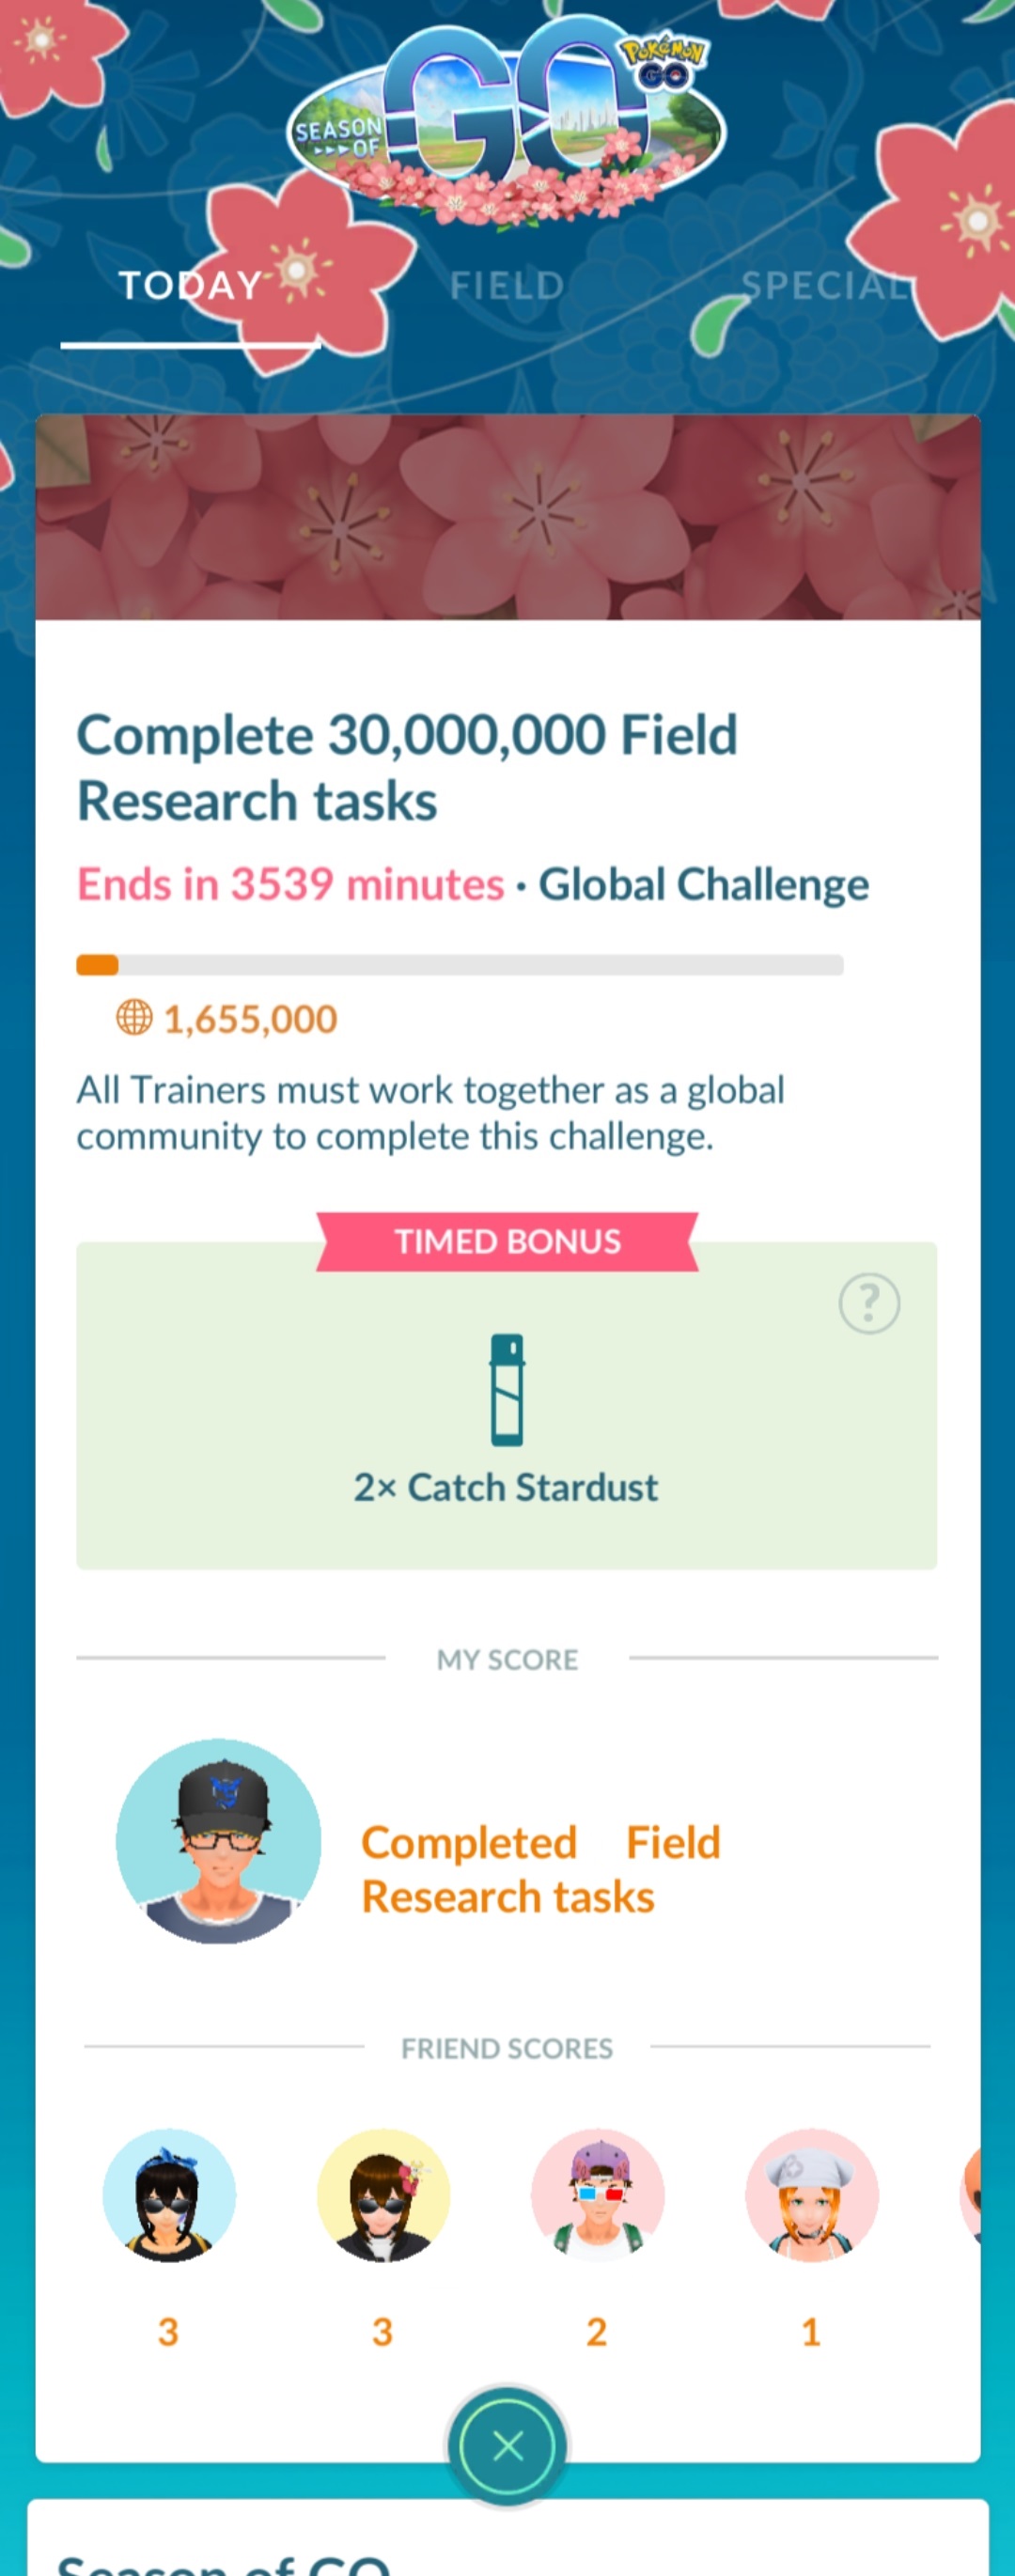 POKéMON
GO
GO
SEASON
OF
TODAY FIELD SPECIAL
Complete 30,000,000 Field
Research tasks
Ends in 3539 minutes · Global Challenge
1,655,000
All Trainers must work together as a global
community to complete this challenge.
TIMED BONUS
?
2× Catch Stardust
MY SCORE
Completed Field
Research tasks
FRIEND SCORES
3 3 2 1
Season of GO